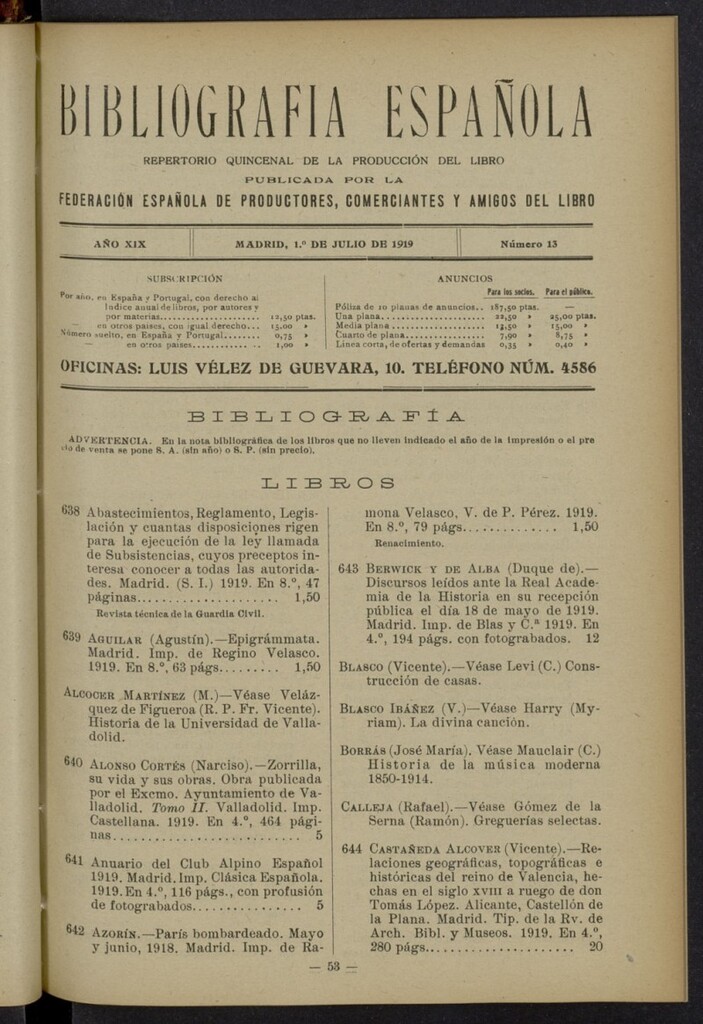 BIBLIOGRAFIA ESPAÑOLA
REPERTORIO QUINCENAL DE LA PRODUCCIÓN DEL LIBRO
PUBLICADA POR LA
FEDERACIÓN ESPAÑOLA DE PRODUCTORES, COMERCIANTES Y AMIGOS DEL LIBRO
AÑO XIX
MADRID, 1.º DE JULIO DE 1919
Número 13
SUBSCRIPCIÓN
Por año, en España y Portugal, con derecho al
índice anual de libros, por autores y
por materias.................... 12,50 ptas.
— en otros países, con igual derecho... 15,00 »
Número suelto, en España y Portugal........ 0,75 »
— en otros países............... 1,00 »
ANUNCIOS
Para los socios. Para el público.
Póliza de 10 planas de anuncios.. 187,50 ptas. —
Una plana.................... 22,50 » 25,00 ptas.
Media plana.................. 13,50 » 15,00 »
Cuarto de plana................ 7,90 » 8,75 »
Línea corta, de ofertas y demandas 0,35 » 0,40 »
OFICINAS: LUIS VÉLEZ DE GUEVARA, 10. TELÉFONO NÚM. 4586
BIBLIOGRAFÍA
ADVERTENCIA. En la nota bibliográfica de los libros que no lleven indicado el año de la impresión o el pre
cio de venta se pone S. A. (sin año) o S. P. (sin precio).
LIBROS
638 Abastecimientos, Reglamento, Legis-
lación y cuantas disposiciones rigen
para la ejecución de la ley llamada
de Subsistencias, cuyos preceptos in-
teresa conocer a todas las autorida-
des. Madrid. (S. I.) 1919. En 8.º, 47
páginas..................... 1,50
Revista técnica de la Guardia Civil.
639 AGUILAR (Agustín).—Epigrámmata.
Madrid. Imp. de Regino Velasco.
1919. En 8.º, 63 págs......... 1,50
ALCOCER MARTÍNEZ (M.)—Véase Veláz-
quez de Figueroa (R. P. Fr. Vicente).
Historia de la Universidad de Valla-
dolid.
640 ALONSO CORTÉS (Narciso).—Zorrilla,
su vida y sus obras. Obra publicada
por el Excmo. Ayuntamiento de Va-
lladolid. Tomo II. Valladolid. Imp.
Castellana. 1919. En 4.º, 464 pági-
nas......................... 5
641 Anuario del Club Alpino Español
1919. Madrid. Imp. Clásica Española.
1919. En 4.º, 116 págs., con profusión
de fotograbados............... 5
642 AZORÍN.—París bombardeado. Mayo
y junio, 1918. Madrid. Imp. de Ra-
mona Velasco, V. de P. Pérez. 1919.
En 8.º, 79 págs.............. 1,50
Renacimiento.
643 BERWICK Y DE ALBA (Duque de).—
Discursos leídos ante la Real Acade-
mia de la Historia en su recepción
pública el día 18 de mayo de 1919.
Madrid. Imp. de Blas y C.ª 1919. En
4.º, 194 págs. con fotograbados. 12
BLASCO (Vicente).—Véase Levi (C.) Cons-
trucción de casas.
BLASCO IBÁÑEZ (V.)—Véase Harry (My-
riam). La divina canción.
BORRÁS (José María). Véase Mauclair (C.)
Historia de la música moderna
1850-1914.
CALLEJA (Rafael).—Véase Gómez de la
Serna (Ramón). Greguerías selectas.
644 CASTAÑEDA ALCOVER (Vicente).—Re-
laciones geográficas, topográficas e
históricas del reino de Valencia, he-
chas en el siglo XVIII a ruego de don
Tomás López. Alicante, Castellón de
la Plana. Madrid. Tip. de la Rv. de
Arch. Bibl. y Museos. 1919. En 4.º,
280 págs..................... 20
— 53 —